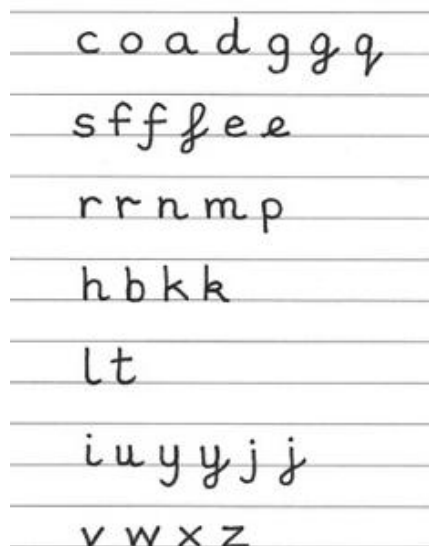 c o a d g g q
s f f f e e
r r n m p
h b k k
l t
i u y y j j
v w x z